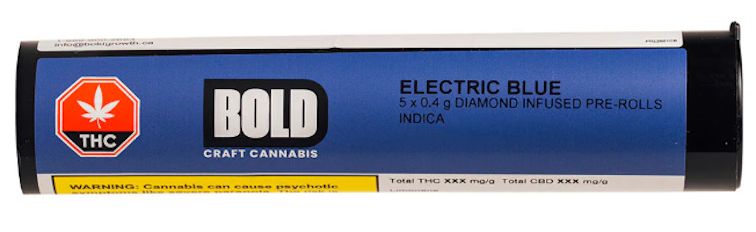 info@boldgrowth.ca
THC
BOLD
CRAFT CANNABIS
ELECTRIC BLUE
5 x 0.4 g DIAMOND INFUSED PRE-ROLLS
INDICA
WARNING: Cannabis can cause psychotic
Total THC XXX mg/g Total CBD XXX mg/g